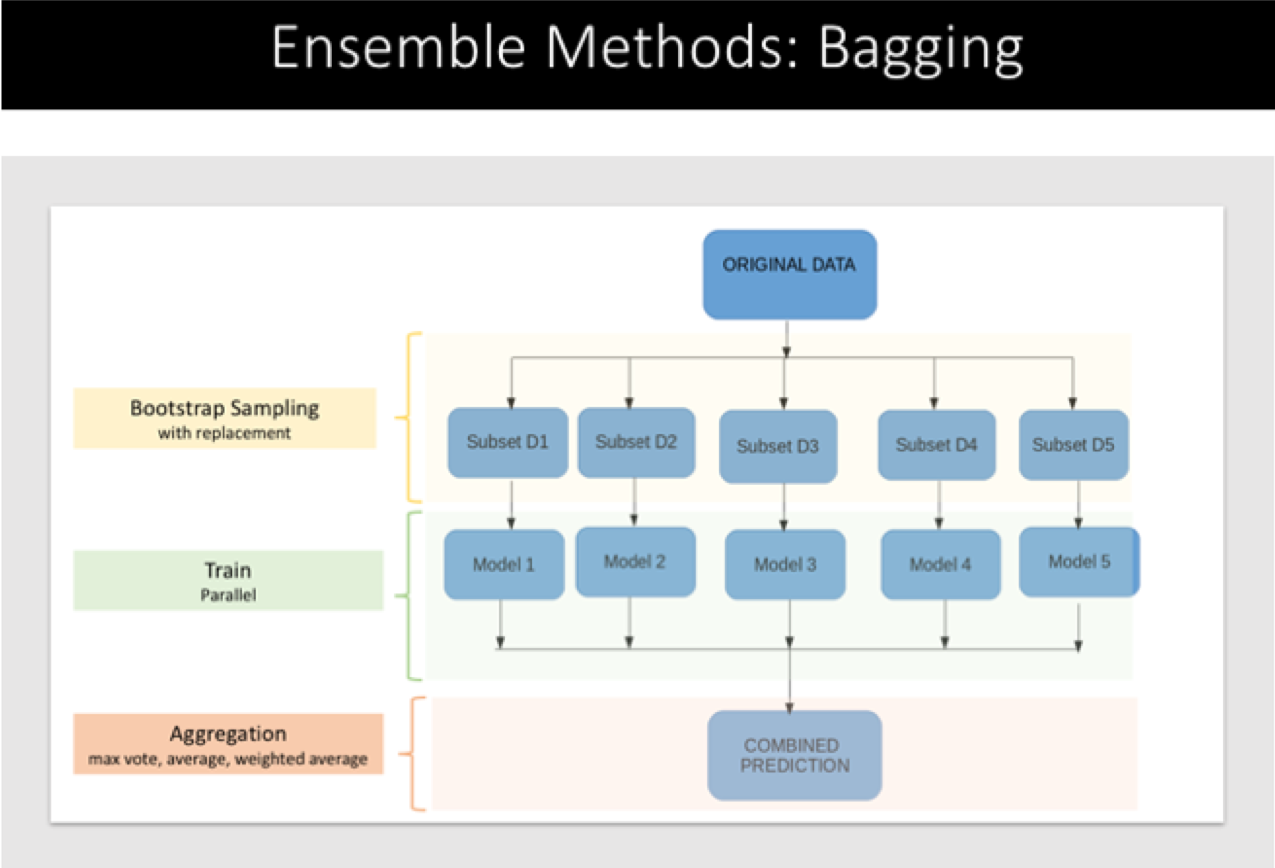 Ensemble Methods: Bagging
ORIGINAL DATA
Bootstrap Sampling
with replacement
Subset D1
Subset D2
Subset D3
Subset D4
Subset D5
Train
Parallel
Model 1
Model 2
Model 3
Model 4
Model 5
Aggregation
max vote, average, weighted average
COMBINED
PREDICTION